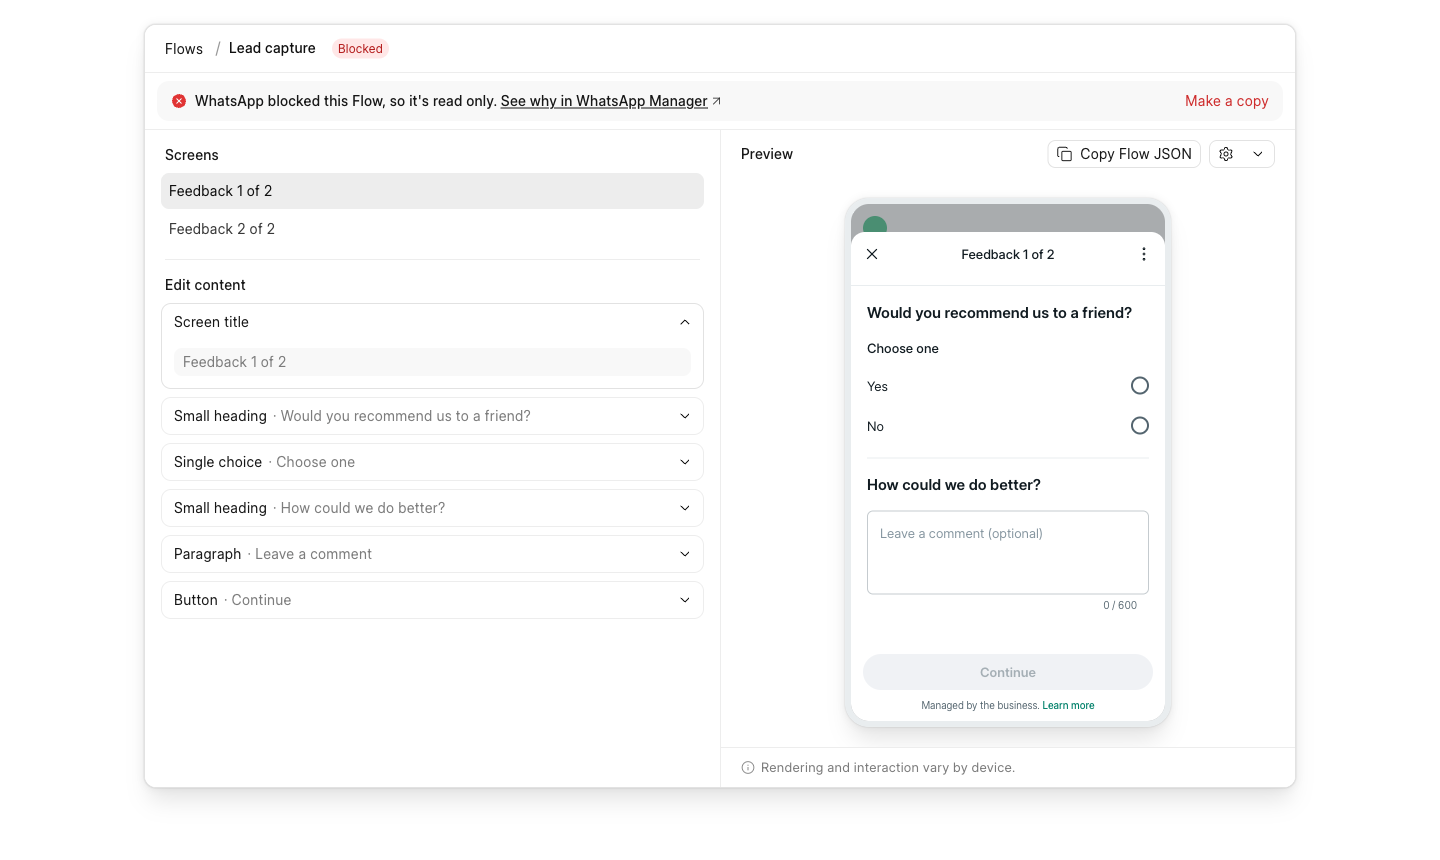 Flows / Lead capture Blocked
WhatsApp blocked this Flow, so it's read only. See why in WhatsApp Manager
Make a copy
Screens
Feedback 1 of 2
Feedback 2 of 2
Edit content
Screen title
Feedback 1 of 2
Small heading · Would you recommend us to a friend?
Single choice · Choose one
Small heading · How could we do better?
Paragraph · Leave a comment
Button · Continue
Preview
Copy Flow JSON
Feedback 1 of 2
Would you recommend us to a friend?
Choose one
Yes
No
How could we do better?
Leave a comment (optional)
0 / 600
Continue
Managed by the business. Learn more
Rendering and interaction vary by device.